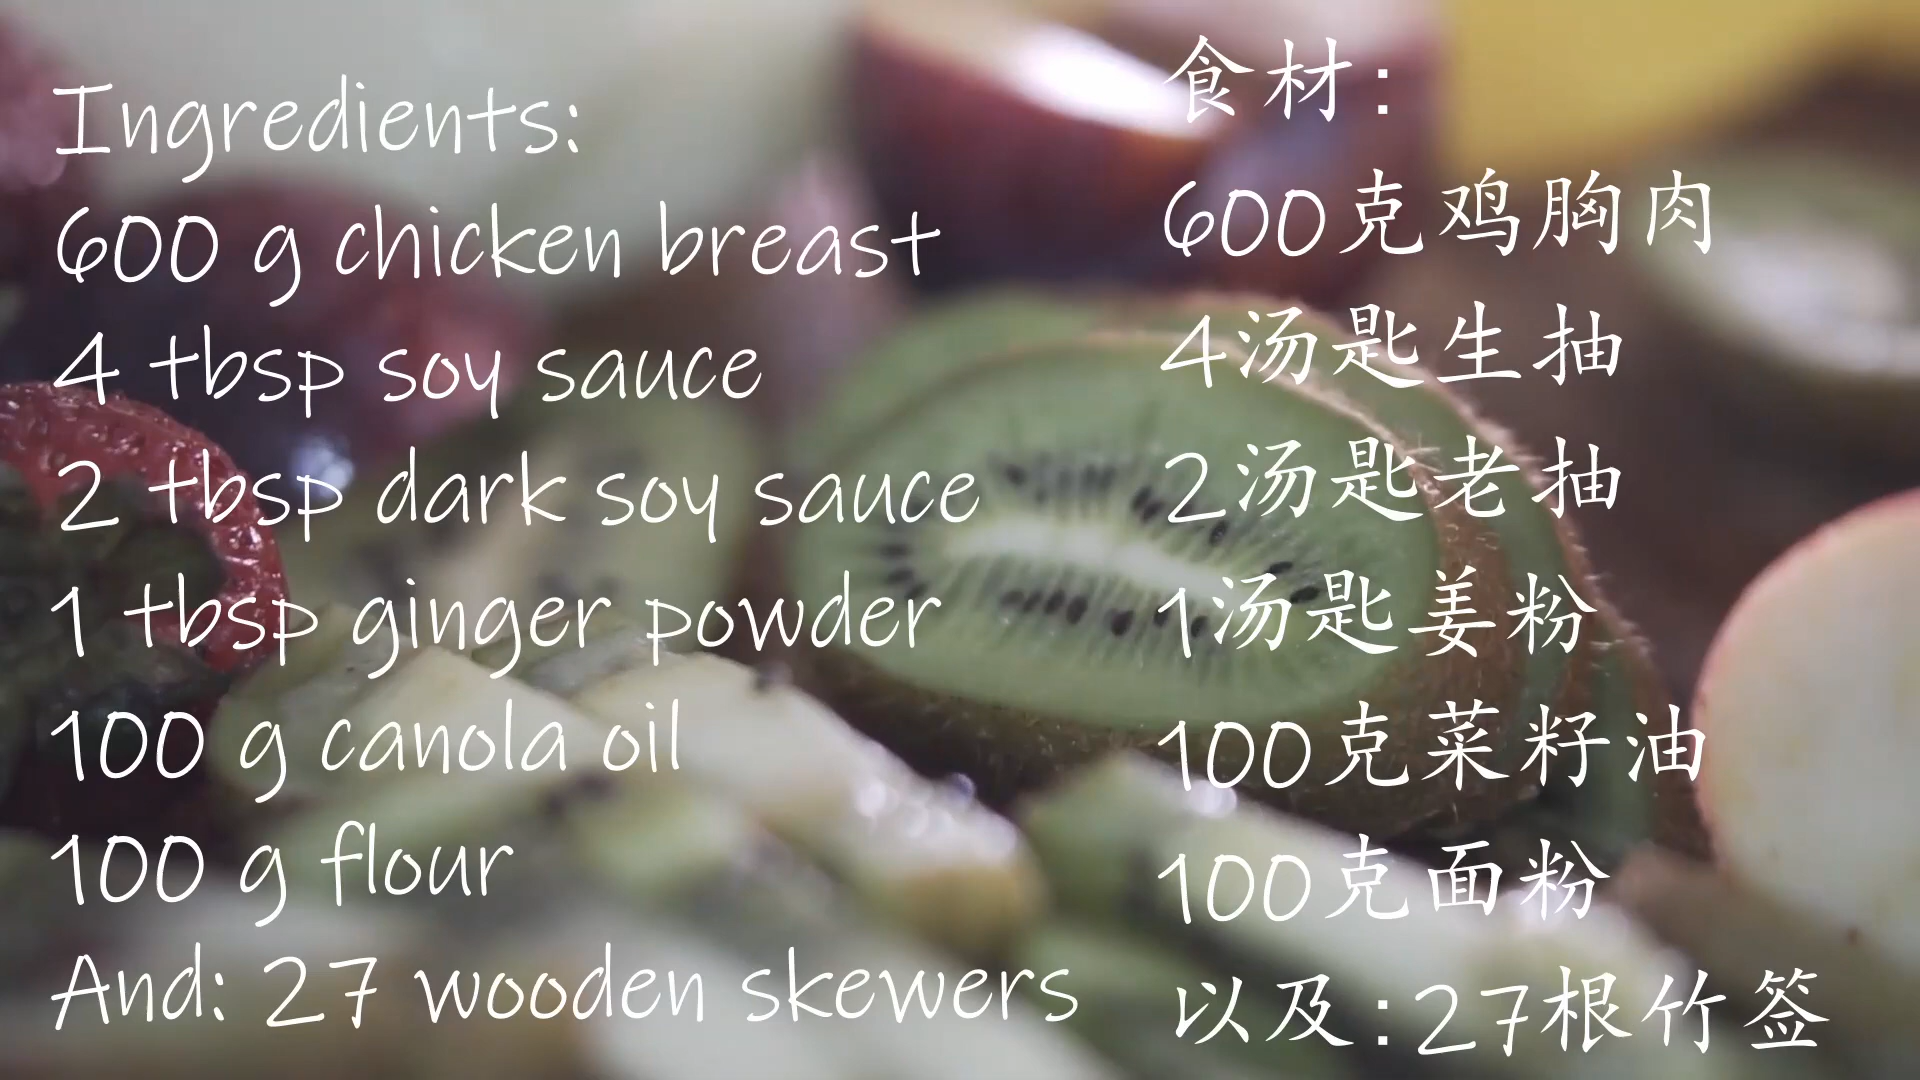 Ingredients:
600 g chicken breast
4 tbsp soy sauce
2 tbsp dark soy sauce
1 tbsp ginger powder
100 g canola oil
100 g flour
And: 27 wooden skewers
食材:
600克鸡胸肉
4汤匙生抽
2汤匙老抽
1汤匙姜粉
100克菜籽油
100克面粉
以及:27根竹签